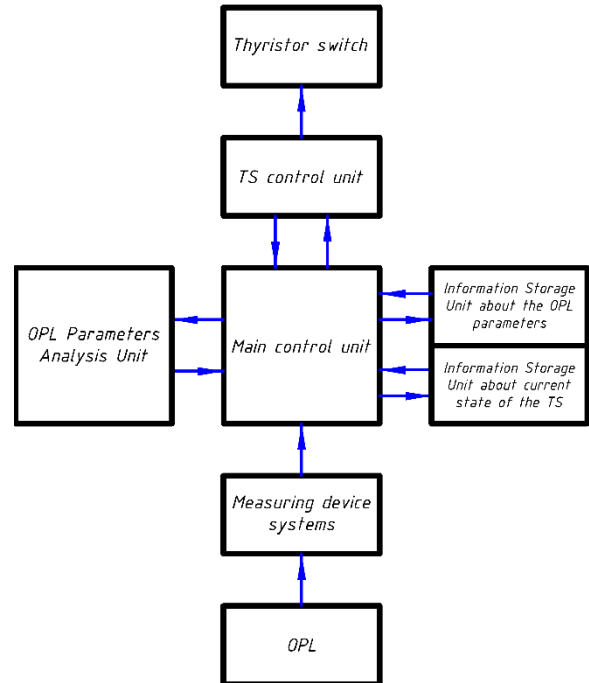 Thyristor switch
TS control unit
OPL Parameters
Analysis Unit
Main control unit
Information Storage
Unit about the OPL
parameters
Information Storage
Unit about current
state of the TS
Measuring device
systems
OPL